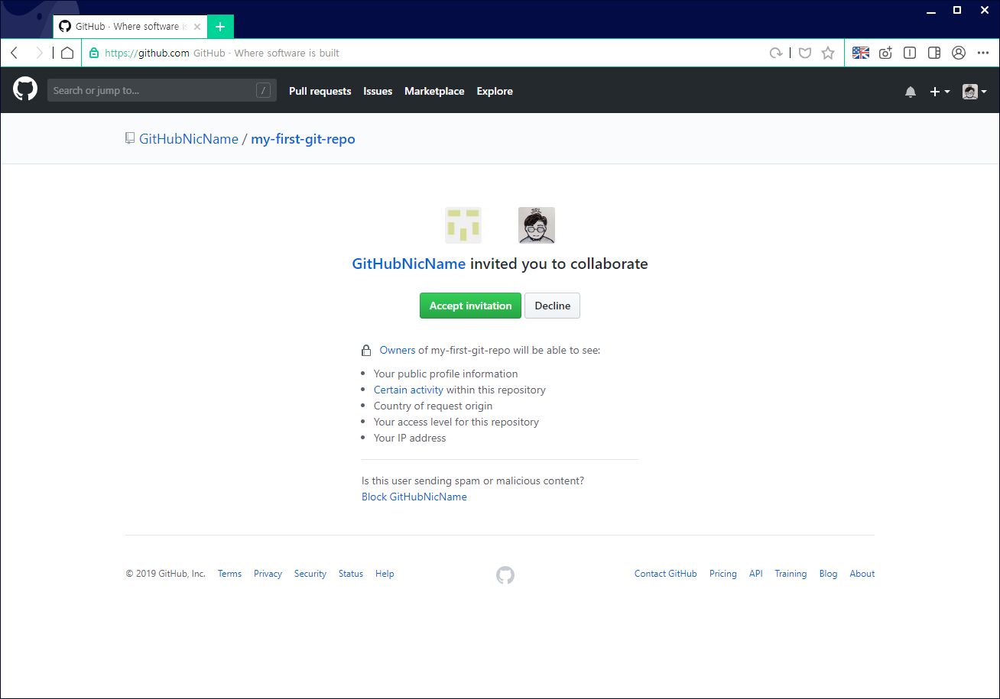 GitHub · Where software is
https://github.com GitHub · Where software is built
Search or jump to... / Pull requests Issues Marketplace Explore
GitHubNicName / my-first-git-repo
JRL
GitHubNicName invited you to collaborate
Accept invitation Decline
Owners of my-first-git-repo will be able to see:
Your public profile information
Certain activity within this repository
Country of request origin
Your access level for this repository
Your IP address
Is this user sending spam or malicious content?
Block GitHubNicName
© 2019 GitHub, Inc. Terms Privacy Security Status Help Contact GitHub Pricing API Training Blog About